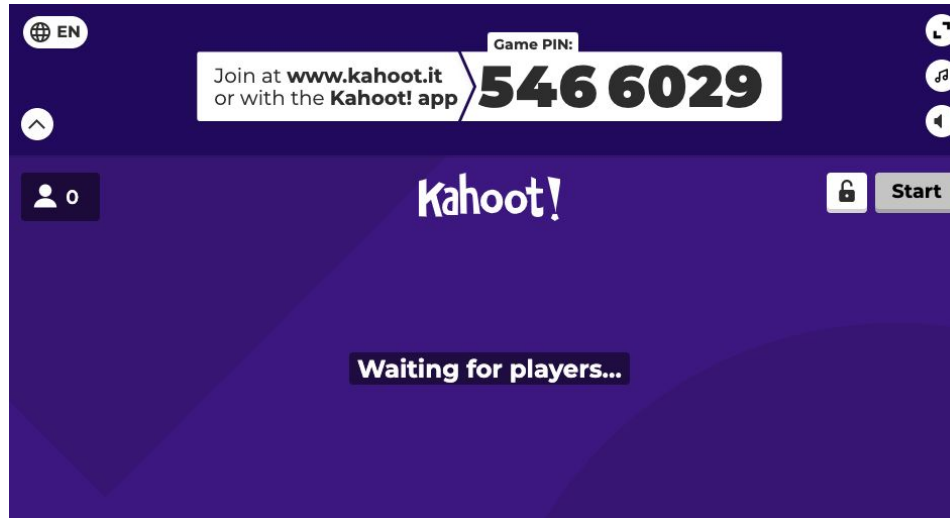 EN
Game PIN:
Join at www.kahoot.it
or with the Kahoot! app
546 6029
0
Kahoot!
Start
Waiting for players...